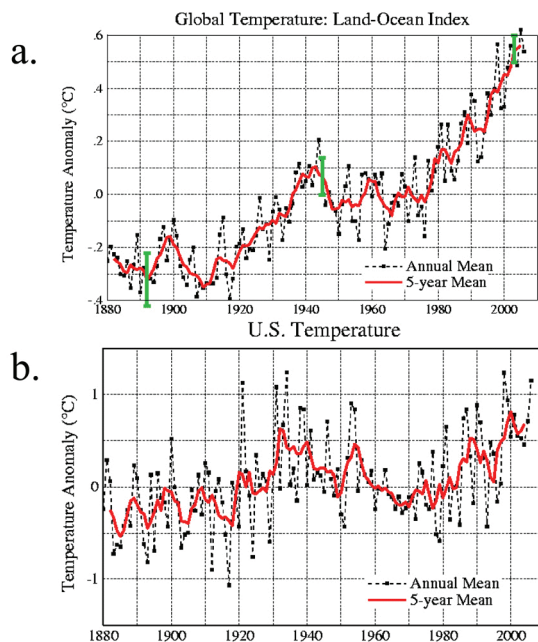 Global Temperature: Land-Ocean Index
a.
.6
.4
.2
.0
-.2
-.4
Temperature Anomaly (°C)
Annual Mean
5-year Mean
1880 1900 1920 1940 1960 1980 2000
U.S. Temperature
b.
1
0
-1
Temperature Anomaly (°C)
Annual Mean
5-year Mean
1880 1900 1920 1940 1960 1980 2000